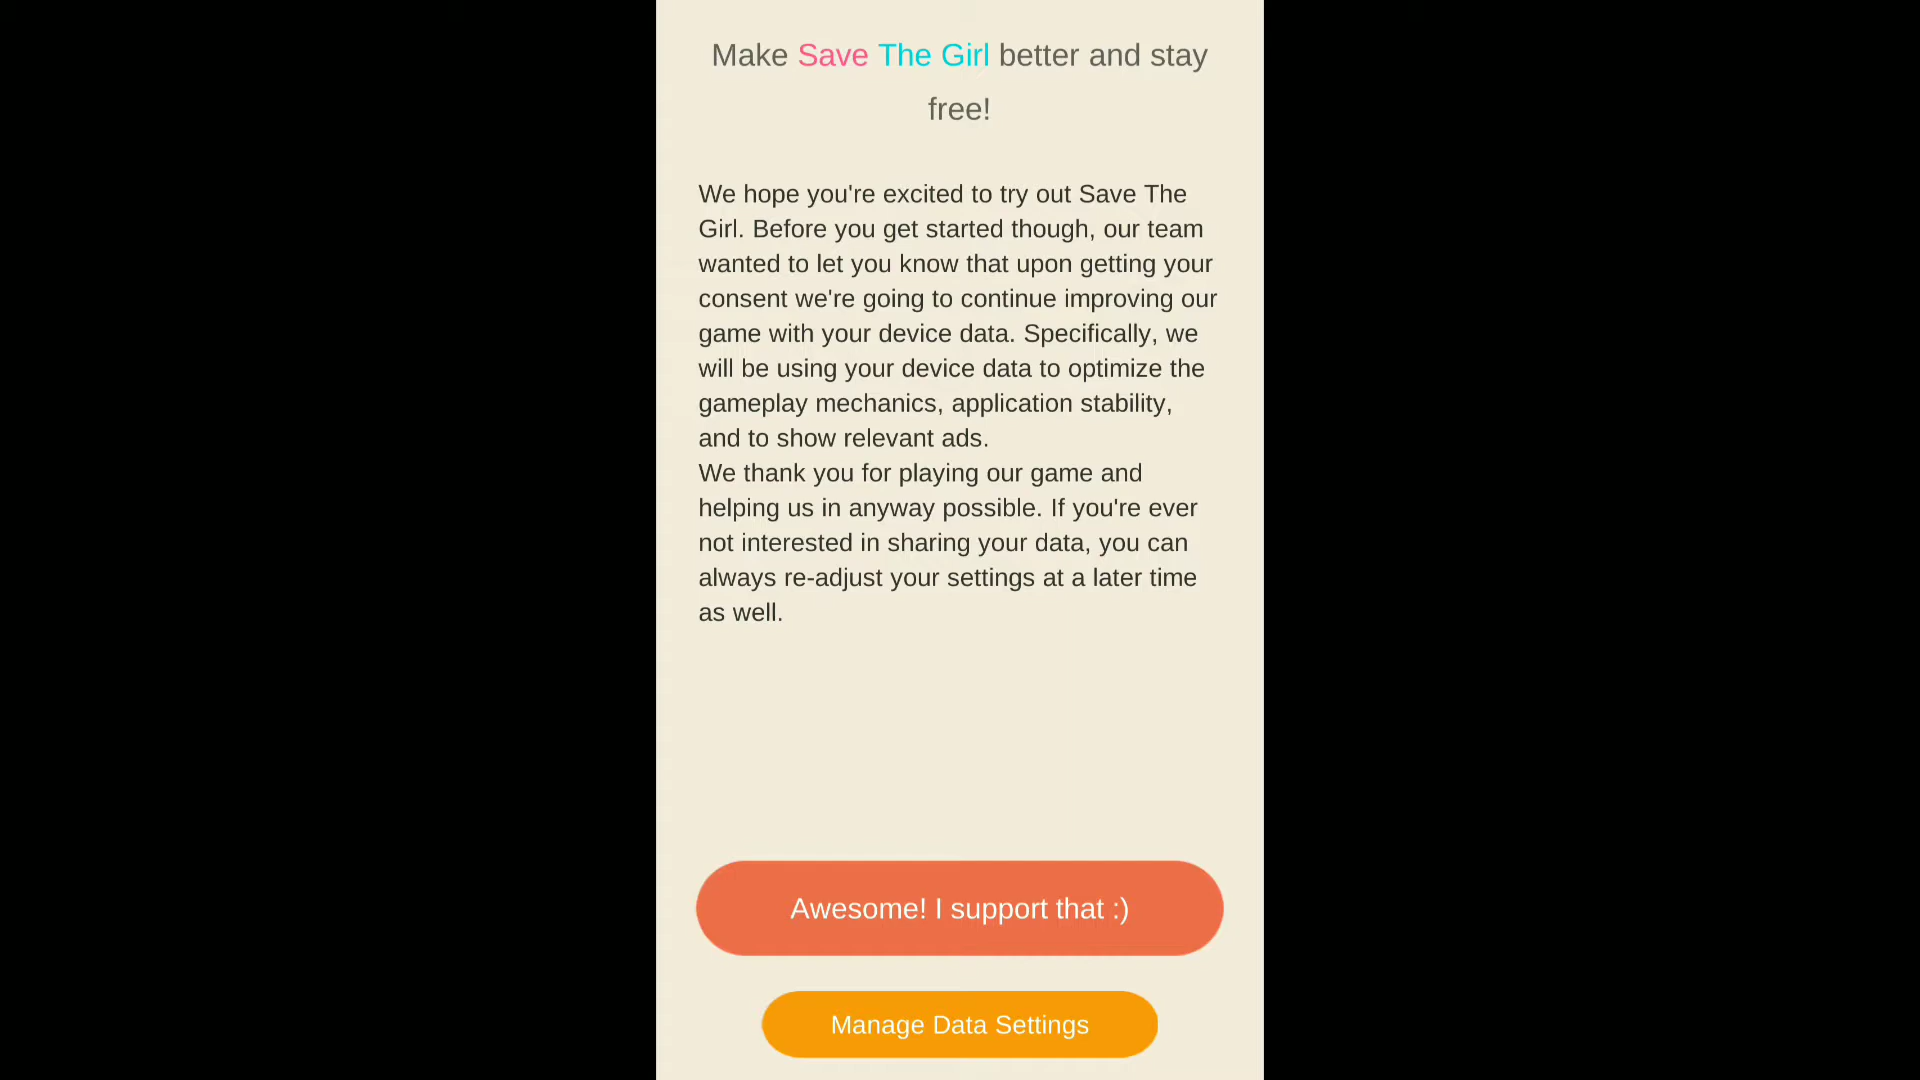 Make Save The Girl better and stay
free!
We hope you're excited to try out Save The
Girl. Before you get started though, our team
wanted to let you know that upon getting your
consent we're going to continue improving our
game with your device data. Specifically, we
will be using your device data to optimize the
gameplay mechanics, application stability,
and to show relevant ads.
We thank you for playing our game and
helping us in anyway possible. If you're ever
not interested in sharing your data, you can
always re-adjust your settings at a later time
as well.
Awesome! I support that :)
Manage Data Settings